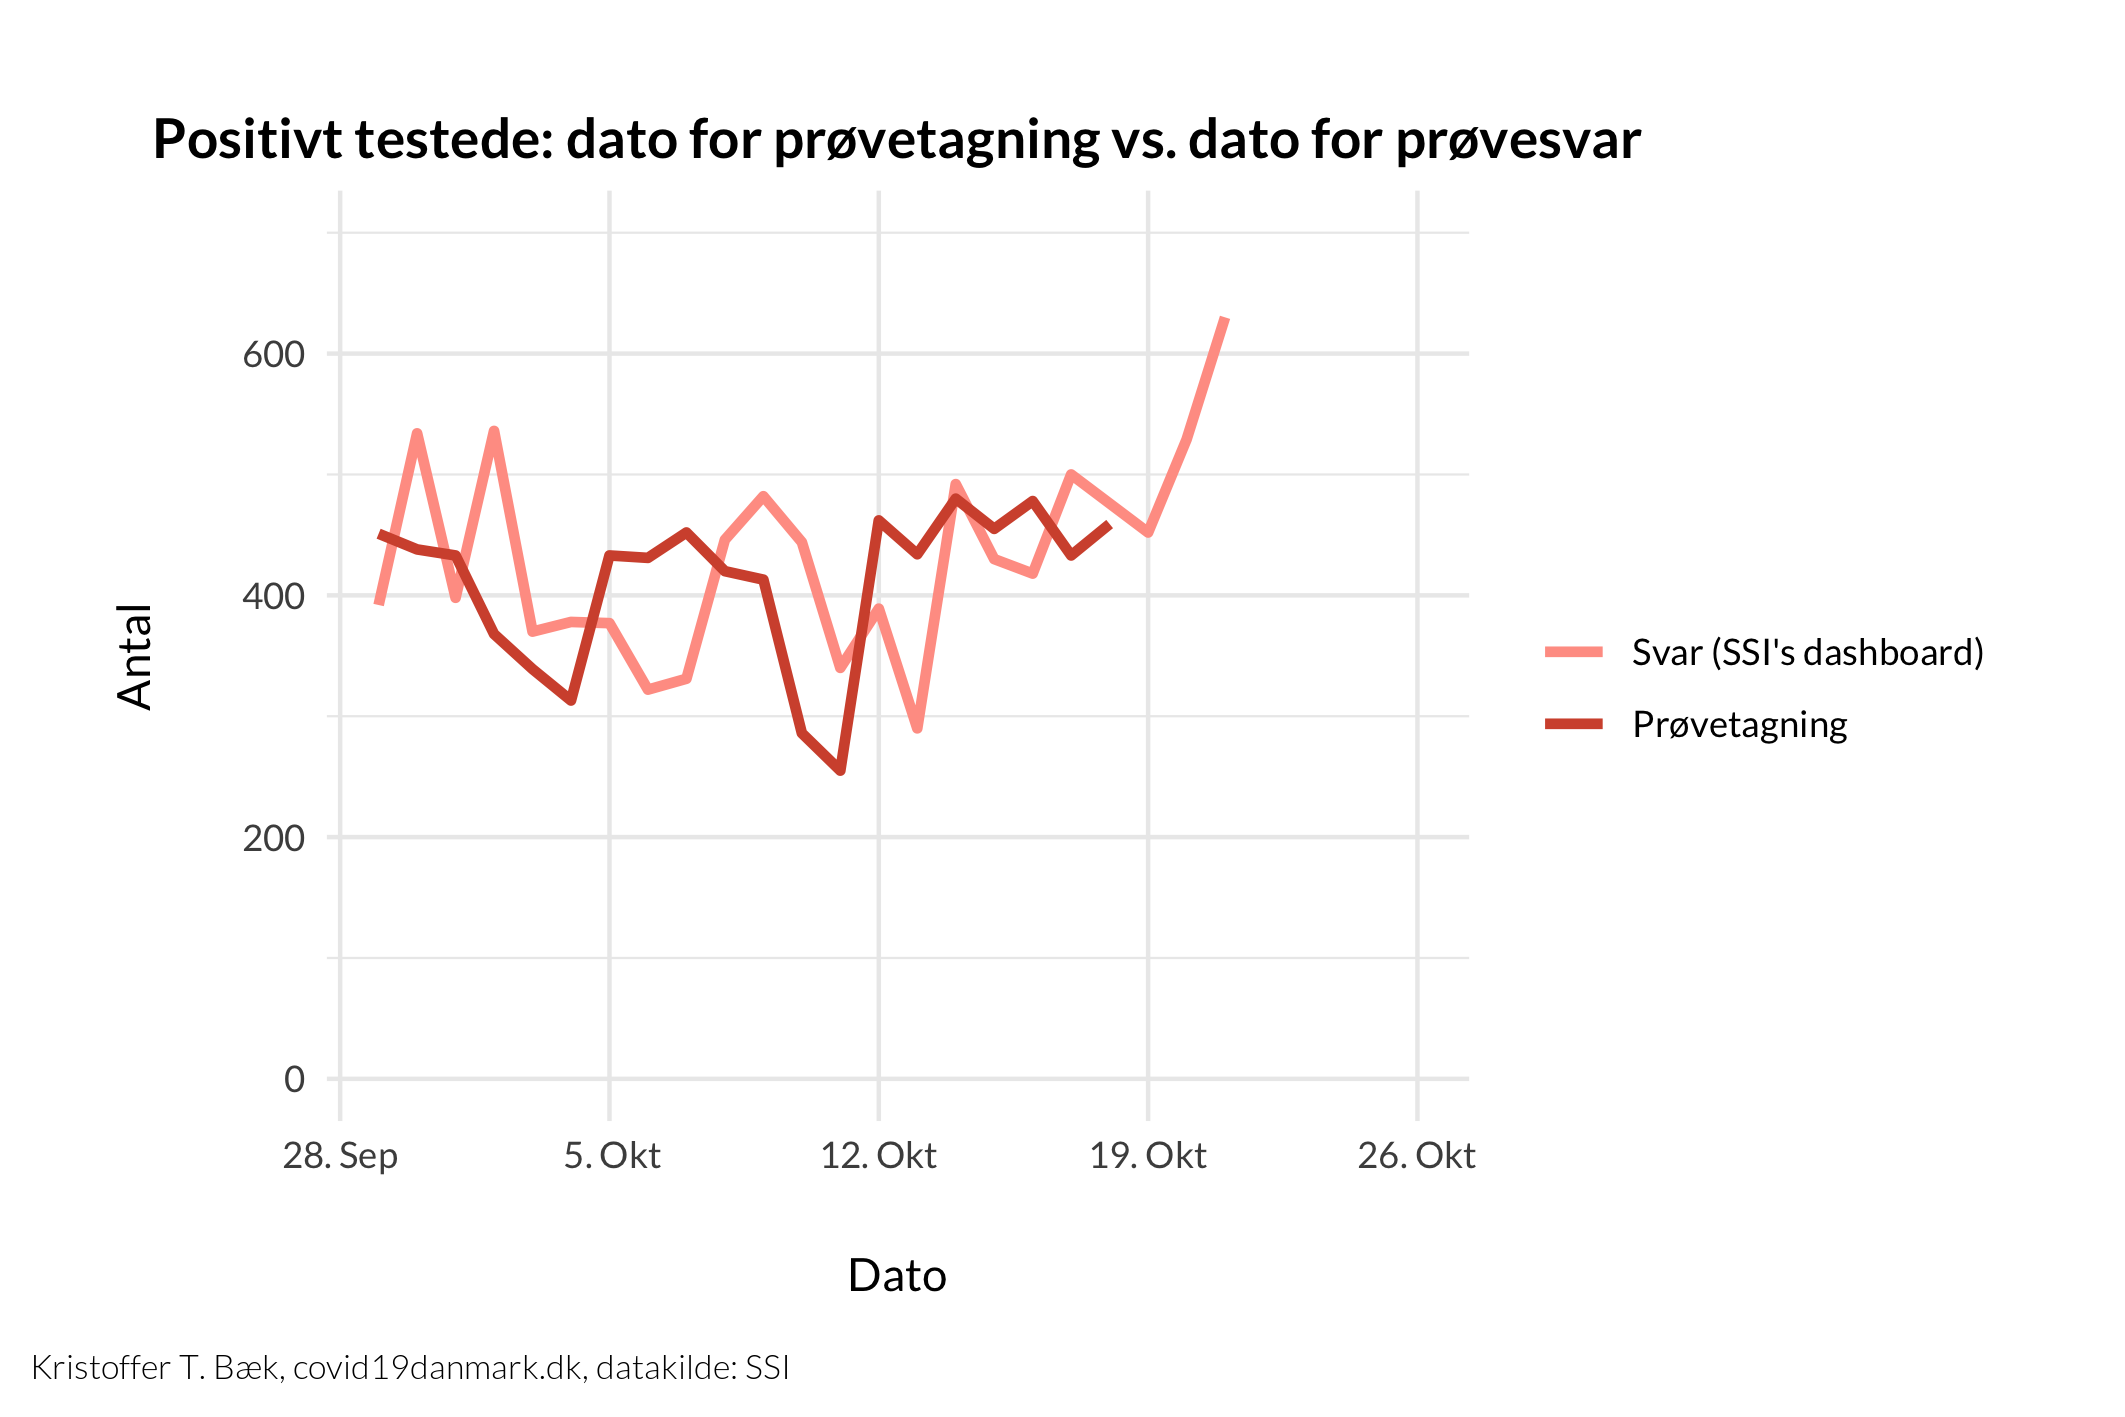 Positivt testede: dato for prøvetagning vs. dato for prøvesvar
Antal
600
400
200
0
28. Sep
5. Okt
12. Okt
19. Okt
26. Okt
Dato
Svar (SSI's dashboard)
Prøvetagning
Kristoffer T. Bæk, covid19danmark.dk, datakilde: SSI